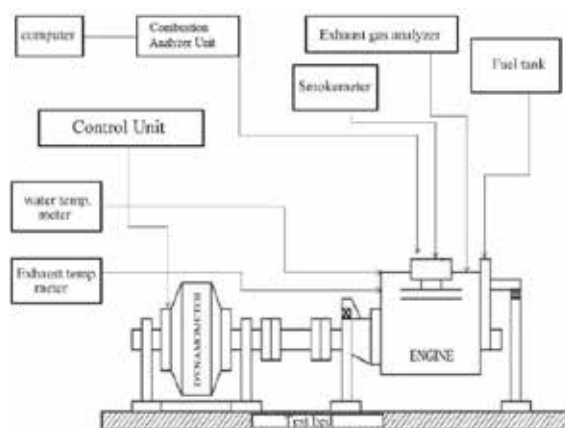 computer
Combustion
Analyzer Unit
Exhaust gas analyzer
Fuel tank
Smokemeter
Control Unit
water temp.
meter
Exhaust temp.
meter
DYNAMOMETER
ENGINE
Test